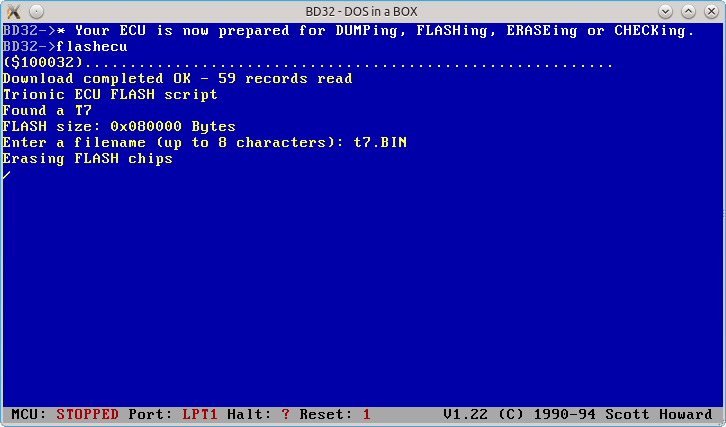 BD32 - DOS in a BOX
BD32->* Your ECU is now prepared for DUMPing, FLASHing, ERASEing or CHECKing.
BD32->flashecu
($100032)...........................................................
Download completed OK - 59 records read
Trionic ECU FLASH script
Found a T7
FLASH size: 0x080000 Bytes
Enter a filename (up to 8 characters): t7.BIN
Erasing FLASH chips
/
MCU: STOPPED Port: LPT1 Halt: ? Reset: 1 V1.22 (C) 1990-94 Scott Howard